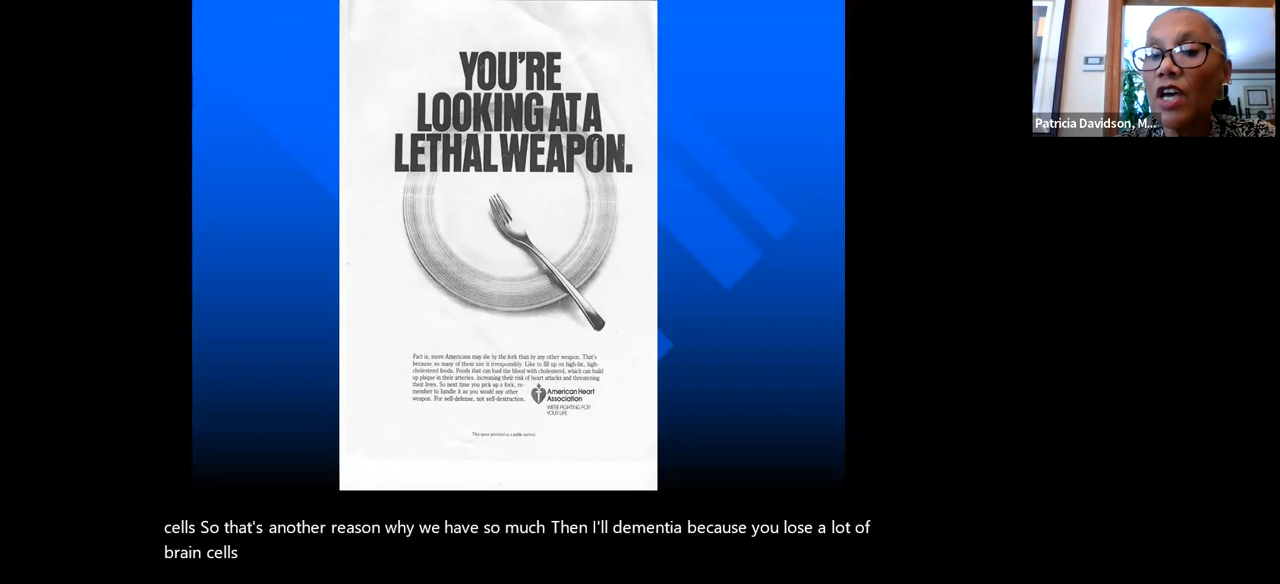 YOU'RE
LOOKING AT A
LETHAL WEAPON.
Fact is, more Americans may die by the fork than by any other weapon. That's
because so many of them use it irresponsibly. Like to fill up on high-fat, high-
cholesterol foods. Foods that can load the blood with cholesterol, which can build
up plaque in their arteries, increasing their risk of heart attacks and threatening
their lives. So next time you pick up a fork, re-
member to handle it as you would any other
weapon. For self-defense, not self-destruction.
American Heart
Association
WE'RE FIGHTING FOR
YOUR LIFE
This space provided as a public service.
Patricia Davidson, M...
cells So that's another reason why we have so much Then I'll dementia because you lose a lot of
brain cells